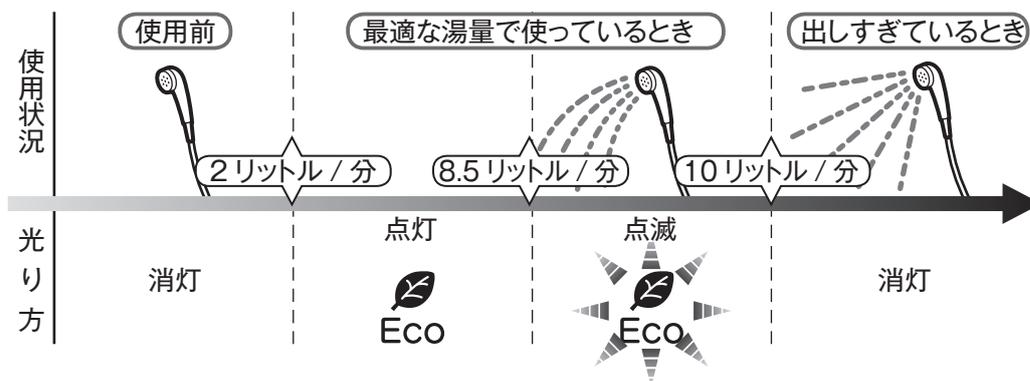 使用前
最適な湯量で使っているとき
出しすぎているとき
使用状況
2リットル / 分
8.5リットル / 分
10リットル / 分
光り方
消灯
点灯
Eco
点滅
Eco
消灯